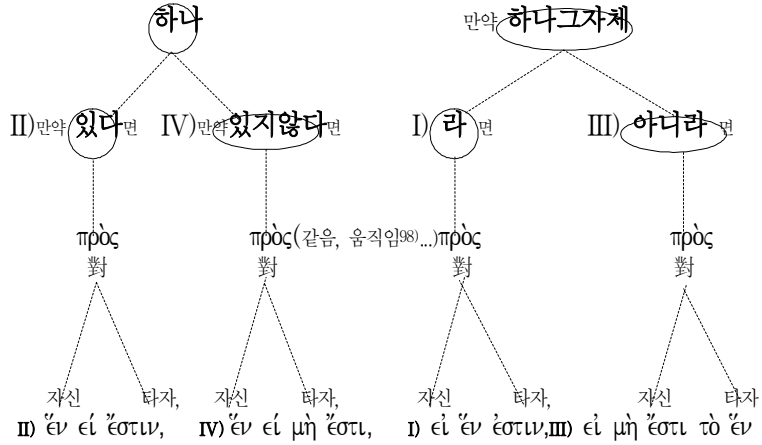 하나 만약 하나그자체
II)만약 있다면 IV)만약 있지않다면 I) 라 면 III) 아니라 면
πρὸς πρὸς(같음, 움직임98)...)πρὸς πρὸς
對 對 對 對
자신 타자, 자신 타자, 자신 타자, 자신 타자
II) ἕν εἰ ἔστιν, IV) ἕν εἰ μὴ ἔστι, I) εἰ ἕν ἐστιν, III) εἰ μὴ ἔστι τὸ ἕν